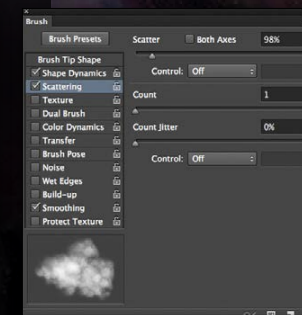 Brush
Brush Presets
Scatter Both Axes 98%
Brush Tip Shape
Shape Dynamics
Control: Off
Scattering
Count 1
Texture
Dual Brush
Color Dynamics
Count Jitter 0%
Transfer
Brush Pose
Control: Off
Noise
Wet Edges
Build-up
Smoothing
Protect Texture